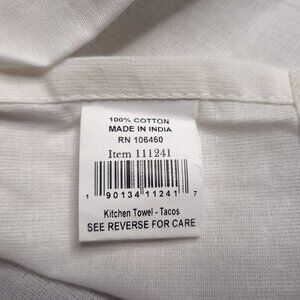 100% COTTON
MADE IN INDIA
RN 106460
Item 111241
1 90134 11241 7
Kitchen Towel - Tacos
SEE REVERSE FOR CARE